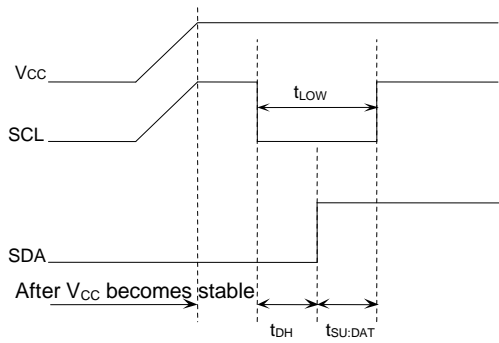 VCC
tLOW
SCL
SDA
After VCC becomes stable
tDH
tSU:DAT